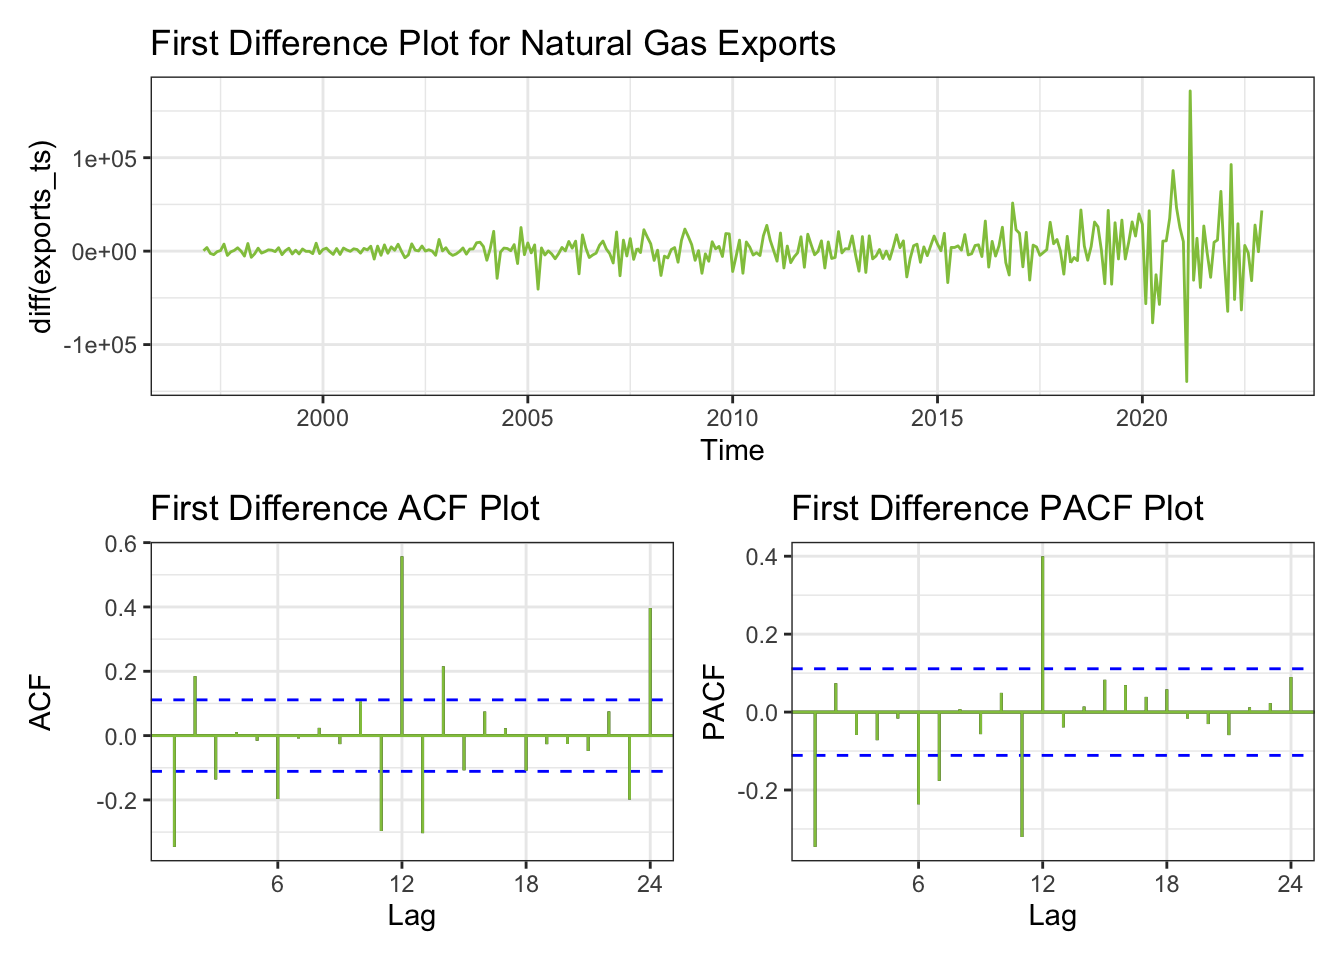 First Difference Plot for Natural Gas Exports
diff(exports_ts)
1e+05
0e+00
-1e+05
2000 2005 2010 2015 2020
Time
First Difference ACF Plot
ACF
0.6
0.4
0.2
0.0
-0.2
6 12 18 24
Lag
First Difference PACF Plot
PACF
0.4
0.2
0.0
-0.2
6 12 18 24
Lag